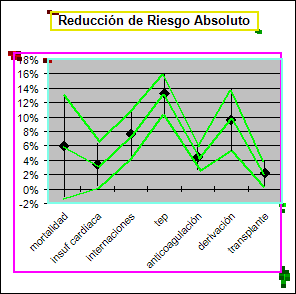 Reducción de Riesgo Absoluto
18%
16%
14%
12%
10%
8%
6%
4%
2%
0%
-2%
mortalidad
insuf cardíaca
internaciones
tep
anticoagulación
derivación
transplante